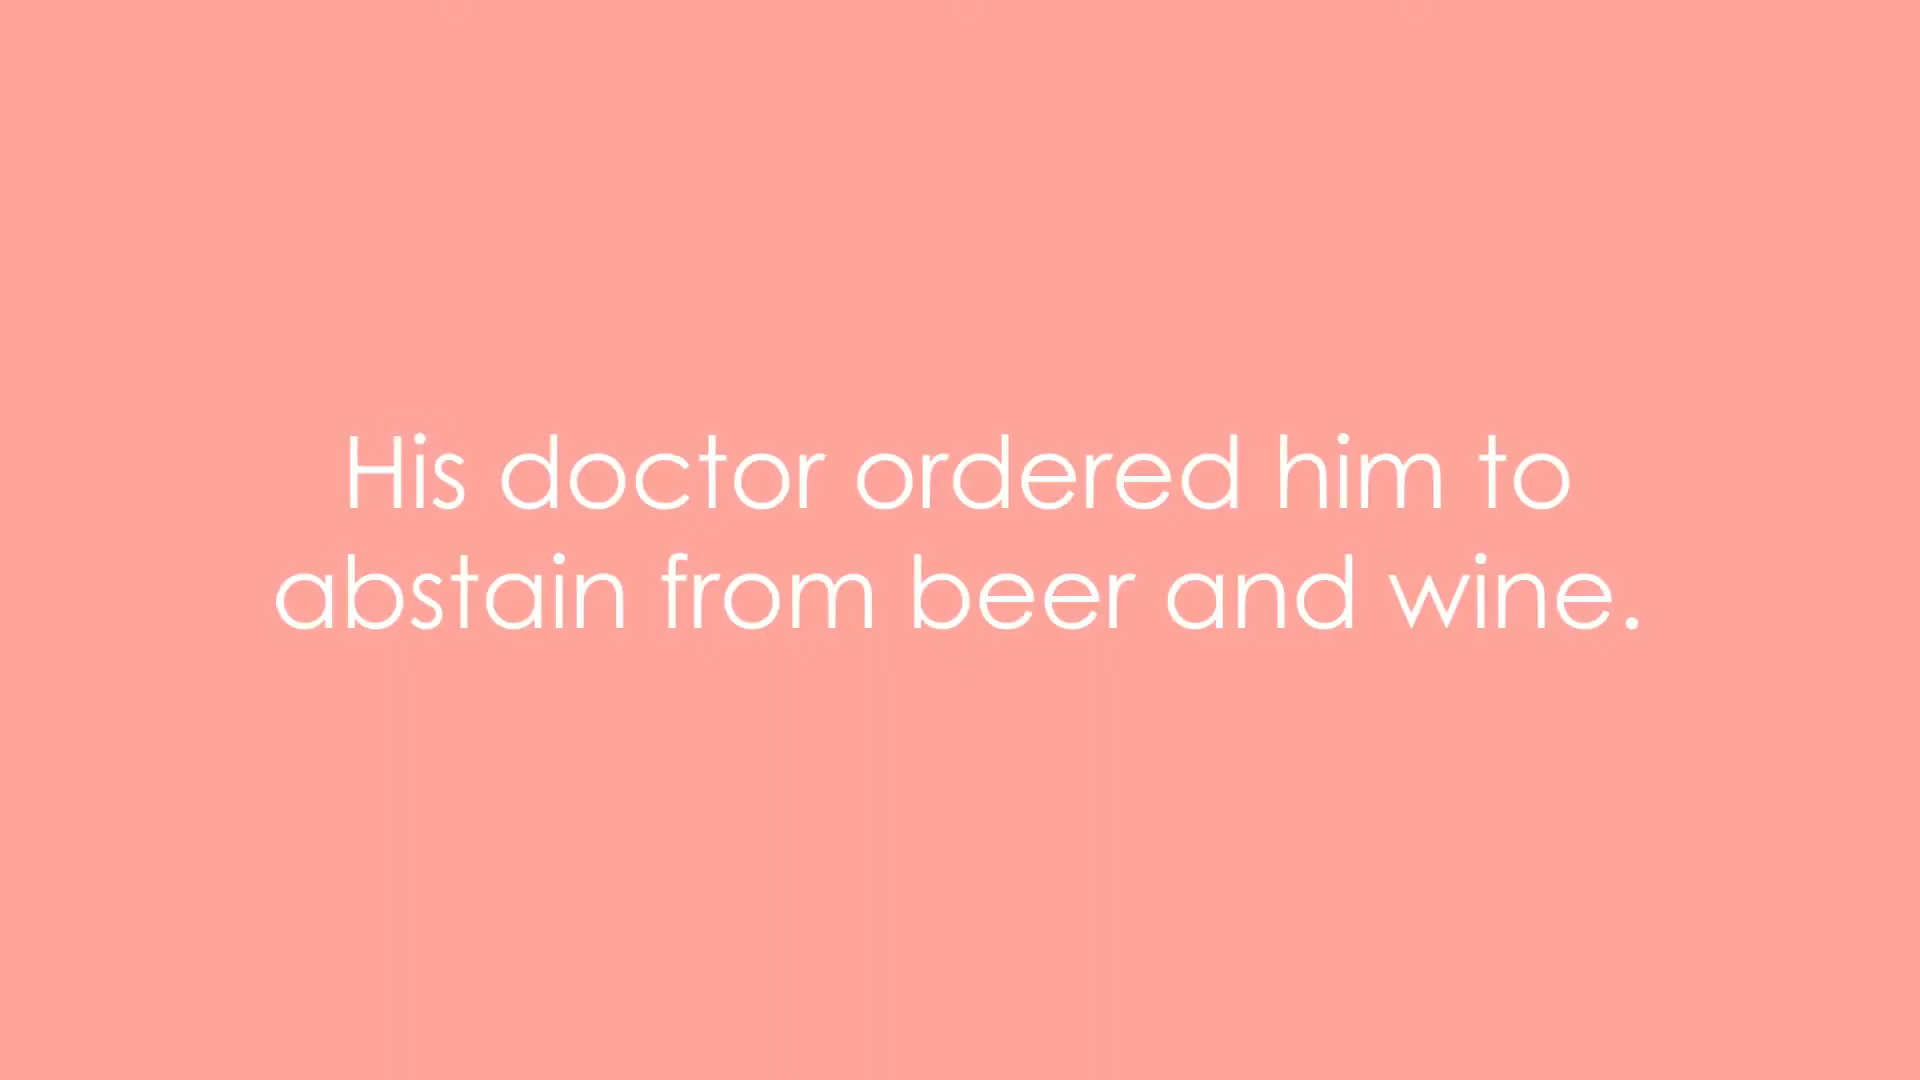 His doctor ordered him to
abstain from beer and wine.